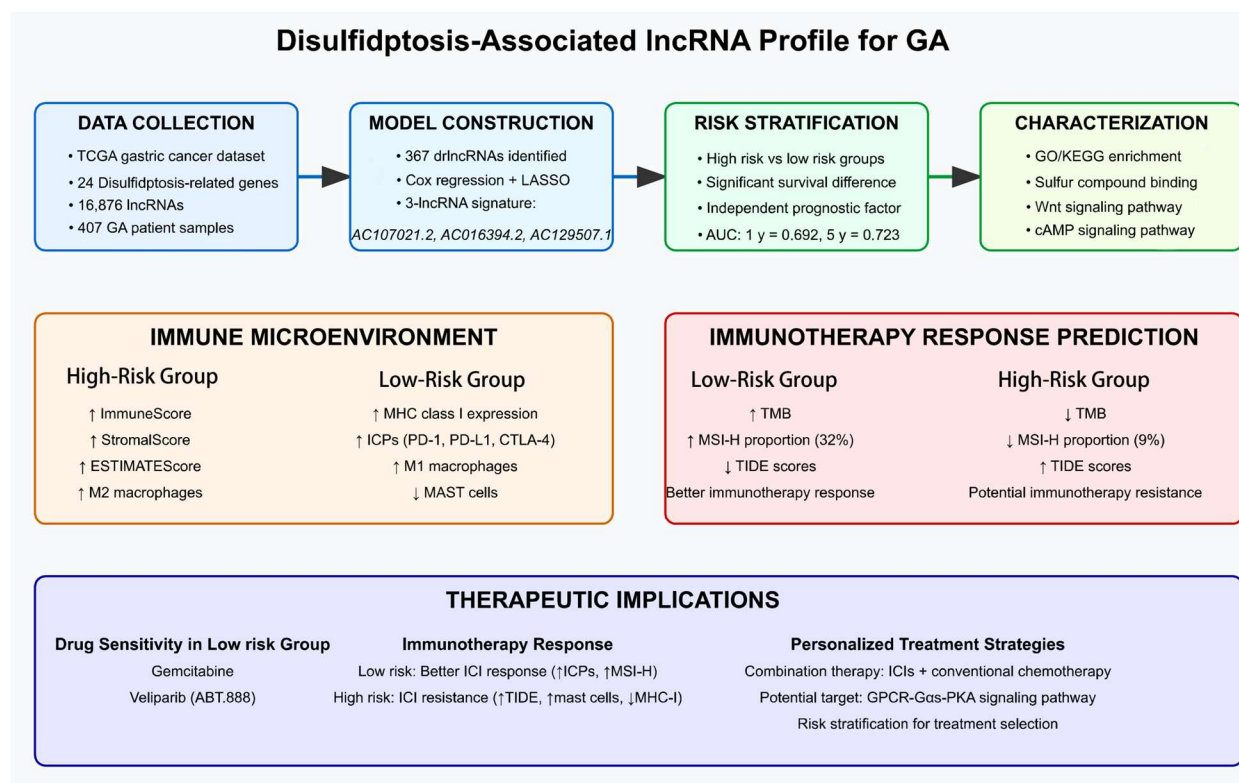 Disulfidptosis-Associated lncRNA Profile for GA
DATA COLLECTION
• TCGA gastric cancer dataset
• 24 Disulfidptosis-related genes
• 16,876 lncRNAs
• 407 GA patient samples
MODEL CONSTRUCTION
• 367 drlncRNAs identified
• Cox regression + LASSO
• 3-lncRNA signature:
AC107021.2, AC016394.2, AC129507.1
RISK STRATIFICATION
• High risk vs low risk groups
• Significant survival difference
• Independent prognostic factor
• AUC: 1 y = 0.692, 5 y = 0.723
CHARACTERIZATION
• GO/KEGG enrichment
• Sulfur compound binding
• Wnt signaling pathway
• cAMP signaling pathway
IMMUNE MICROENVIRONMENT
High-Risk Group
↑ ImmuneScore
↑ StromalScore
↑ ESTIMATEScore
↑ M2 macrophages
Low-Risk Group
↑ MHC class I expression
↑ ICPs (PD-1, PD-L1, CTLA-4)
↑ M1 macrophages
↓ MAST cells
IMMUNOTHERAPY RESPONSE PREDICTION
Low-Risk Group
↑ TMB
↑ MSI-H proportion (32%)
↓ TIDE scores
Better immunotherapy response
High-Risk Group
↓ TMB
↓ MSI-H proportion (9%)
↑ TIDE scores
Potential immunotherapy resistance
THERAPEUTIC IMPLICATIONS
Drug Sensitivity in Low risk Group
Gemcitabine
Veliparib (ABT.888)
Immunotherapy Response
Low risk: Better ICI response (↑ICPs, ↑MSI-H)
High risk: ICI resistance (↑TIDE, ↑mast cells, ↓MHC-I)
Personalized Treatment Strategies
Combination therapy: ICIs + conventional chemotherapy
Potential target: GPCR-Gαs-PKA signaling pathway
Risk stratification for treatment selection